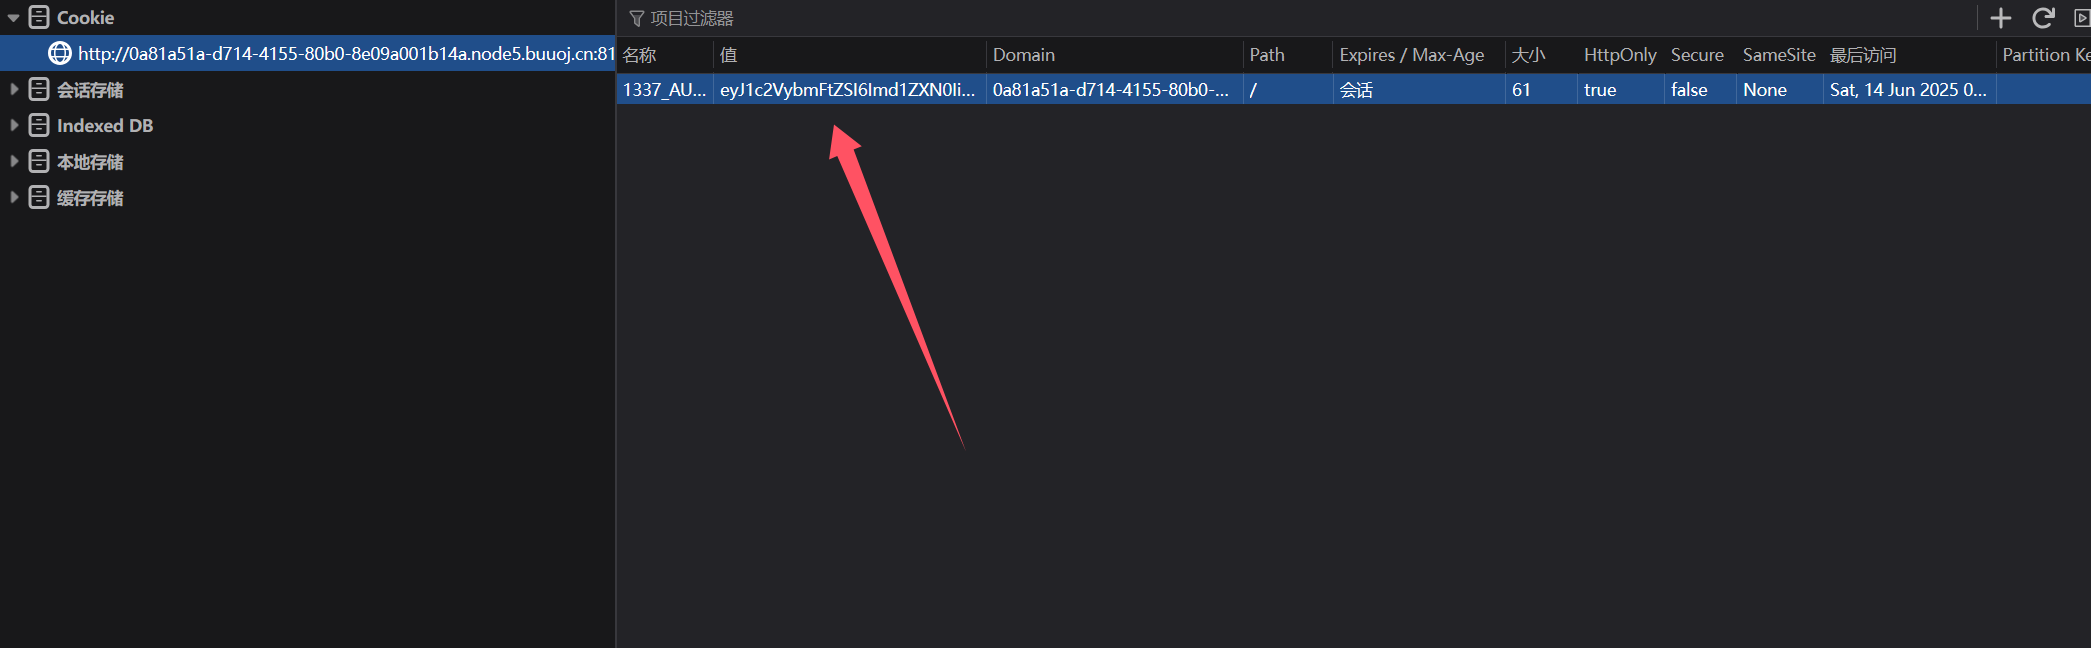 Cookie
http://0a81a51a-d714-4155-80b0-8e09a001b14a.node5.buuoj.cn:81
会话存储
Indexed DB
本地存储
缓存存储
项目过滤器
名称 值 Domain Path Expires / Max-Age 大小 HttpOnly Secure SameSite 最后访问 Partition Ke
1337_AU... eyJ1c2VybmFtZSI6Imd1ZXN0Ii... 0a81a51a-d714-4155-80b0-... / 会话 61 true false None Sat, 14 Jun 2025 0...